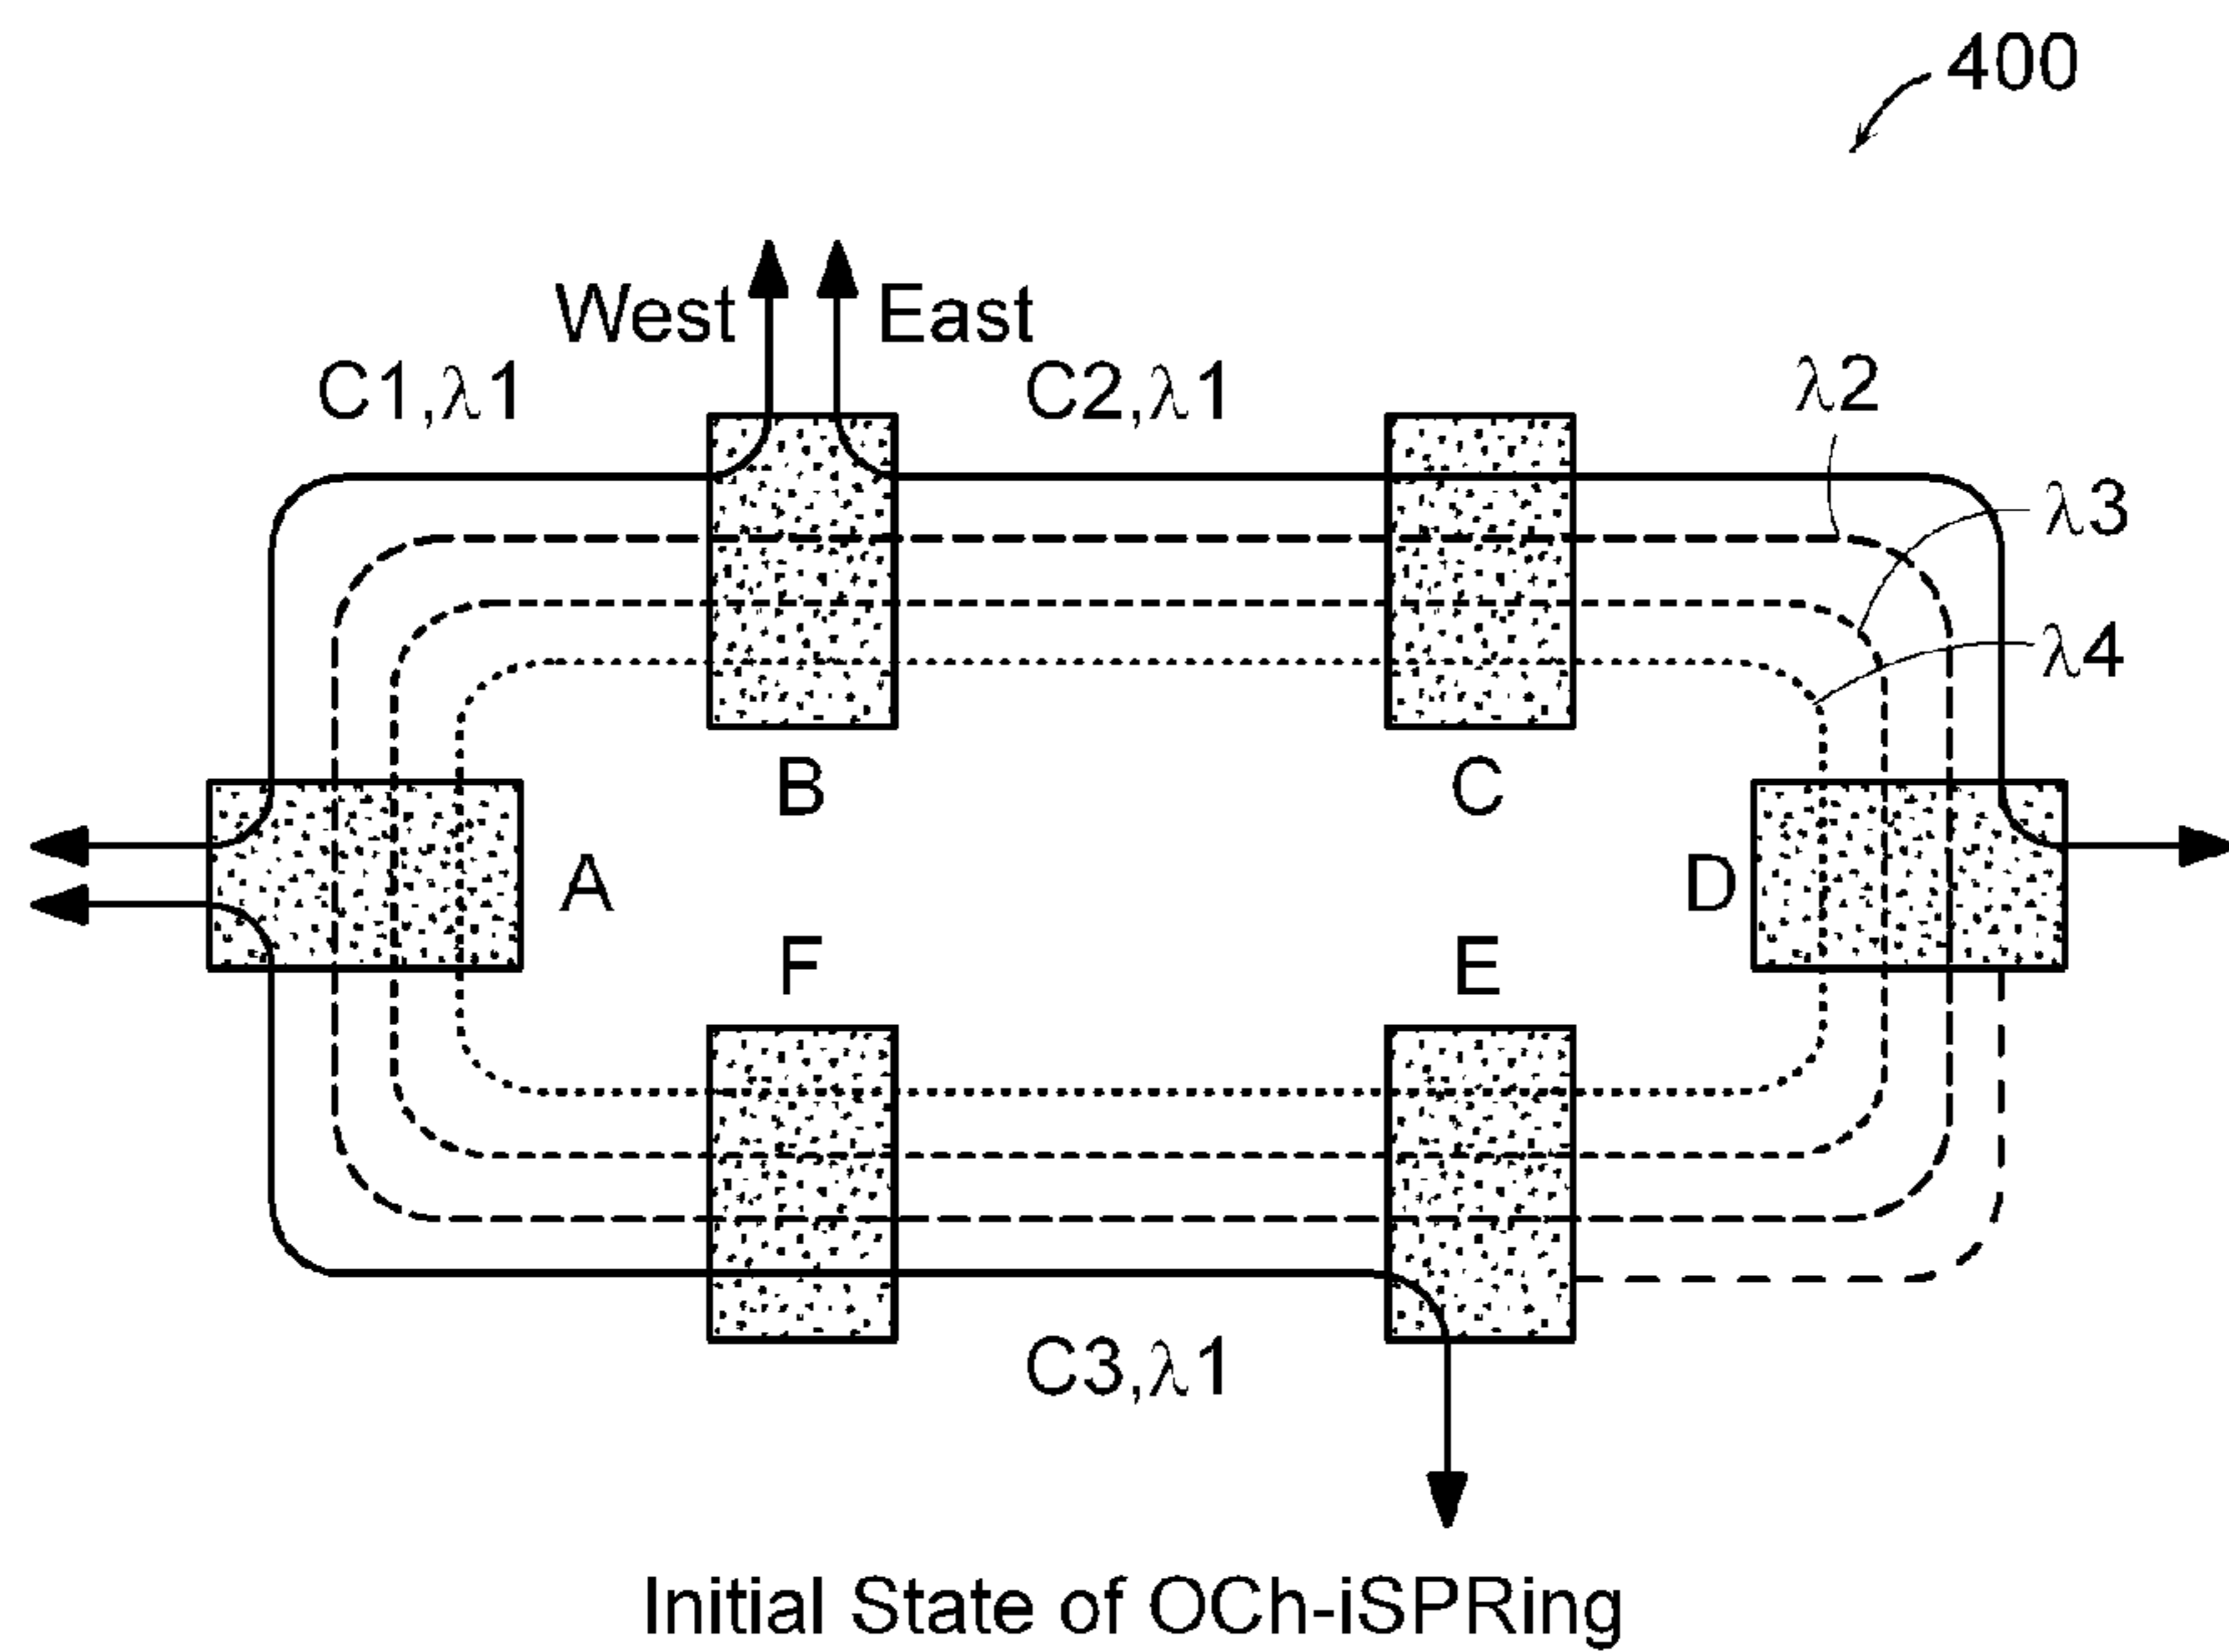 400
West East
C1,λ1 C2,λ1 λ2
λ3
λ4
B C
A D
F E
C3,λ1
Initial State of OCh-iSPRing